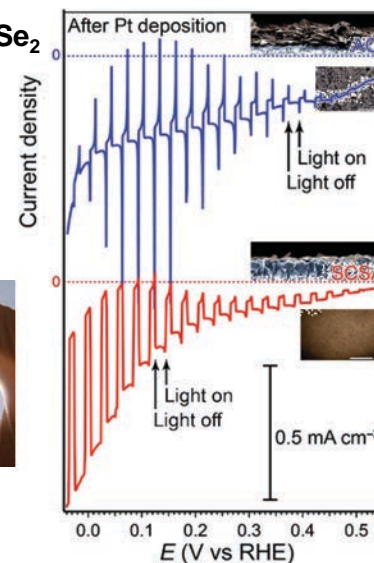 Se₂
After Pt deposition
0
Current density
Light on
Light off
0
Light on
Light off
0.5 mA cm⁻
0.0 0.1 0.2 0.3 0.4 0.5
E (V vs RHE)